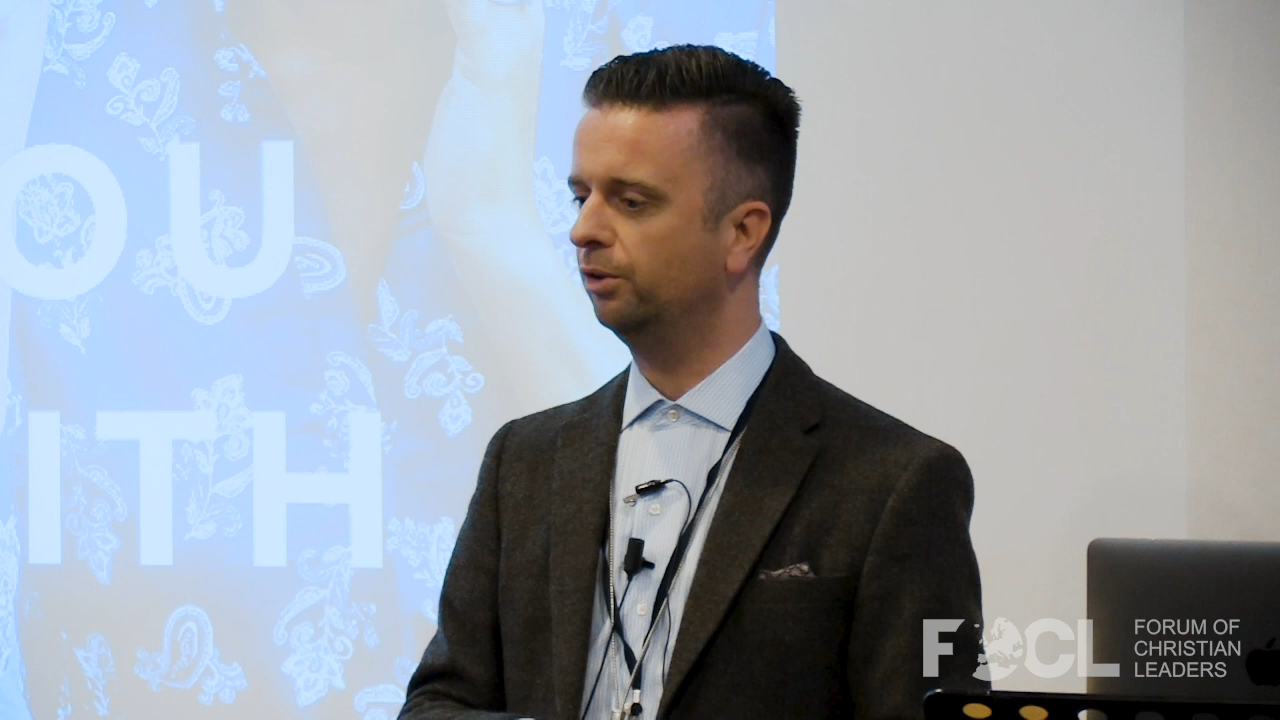 OU
ITH
FOCL
FORUM OF
CHRISTIAN
LEADERS